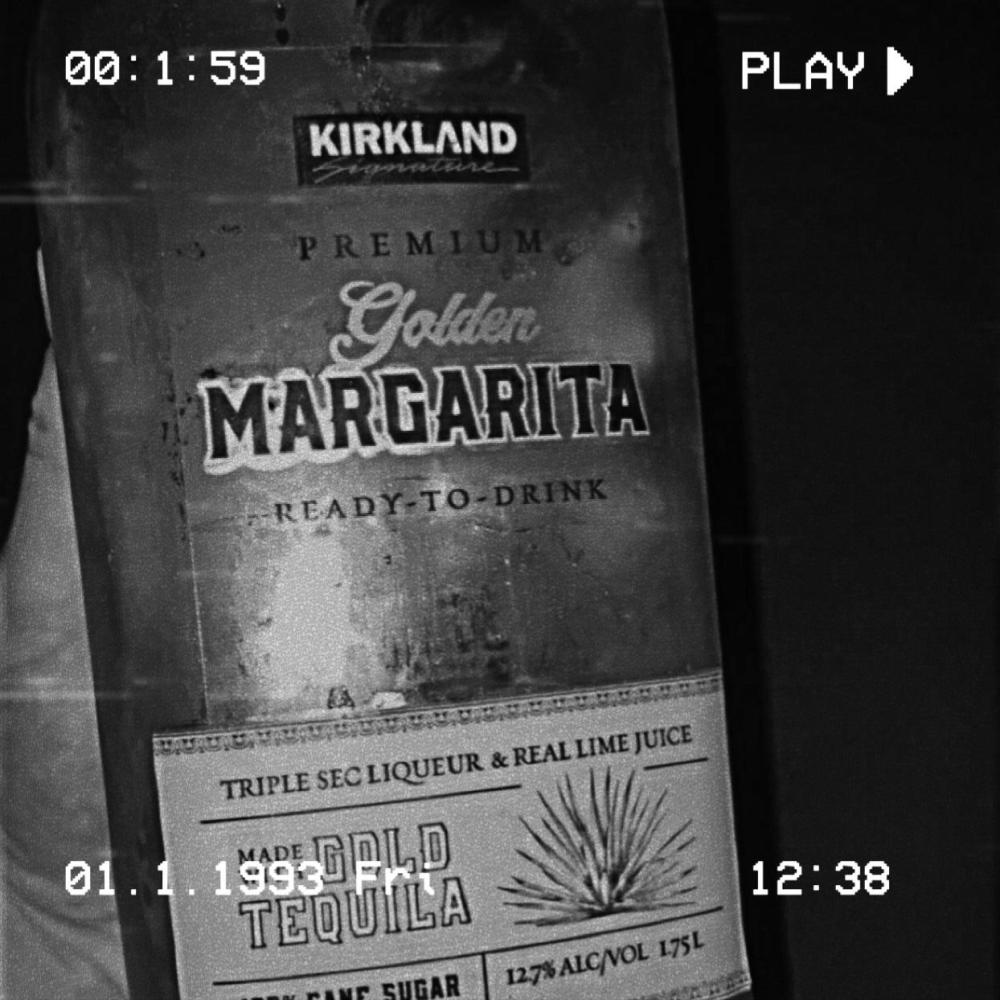 00:1:59
PLAY
KIRKLAND
Signature
PREMIUM
Golden
MARGARITA
READY-TO-DRINK
TRIPLE SEC LIQUEUR & REAL LIME JUICE
MADE
GOLD
TEQUILA
01.1.1993 Fri
12:38
CANE SUGAR
12.7% ALC/VOL 1.75 L